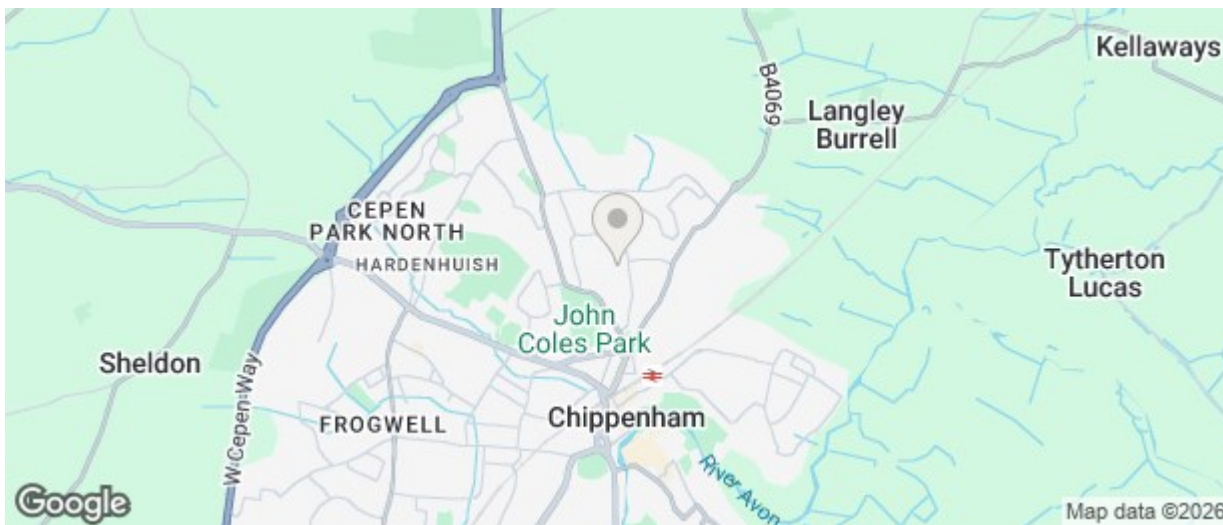 Kellaways
B4069
Langley
Burrell
CEPEN
PARK NORTH
HARDENHUISH
Tytherton
Lucas
John
Coles Park
Sheldon
W Cepen Way
FROGWELL
Chippenham
River Avon
Google
Map data ©2026